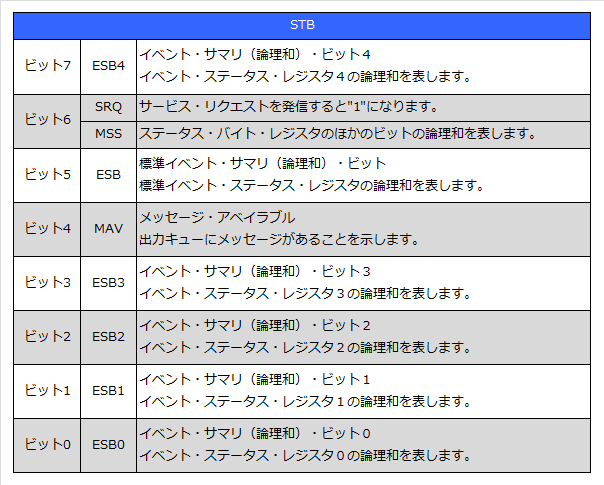 STB
ビット7 ESB4 イベント・サマリ（論理和）・ビット４
イベント・ステータス・レジスタ４の論理和を表します。
ビット6 SRQ サービス・リクエストを発信すると"1"になります。
MSS ステータス・バイト・レジスタのほかのビットの論理和を表します。
ビット5 ESB 標準イベント・サマリ（論理和）・ビット
標準イベント・ステータス・レジスタの論理和を表します。
ビット4 MAV メッセージ・アベイラブル
出力キューにメッセージがあることを示します。
ビット3 ESB3 イベント・サマリ（論理和）・ビット３
イベント・ステータス・レジスタ３の論理和を表します。
ビット2 ESB2 イベント・サマリ（論理和）・ビット２
イベント・ステータス・レジスタ２の論理和を表します。
ビット1 ESB1 イベント・サマリ（論理和）・ビット１
イベント・ステータス・レジスタ１の論理和を表します。
ビット0 ESB0 イベント・サマリ（論理和）・ビット０
イベント・ステータス・レジスタ０の論理和を表します。